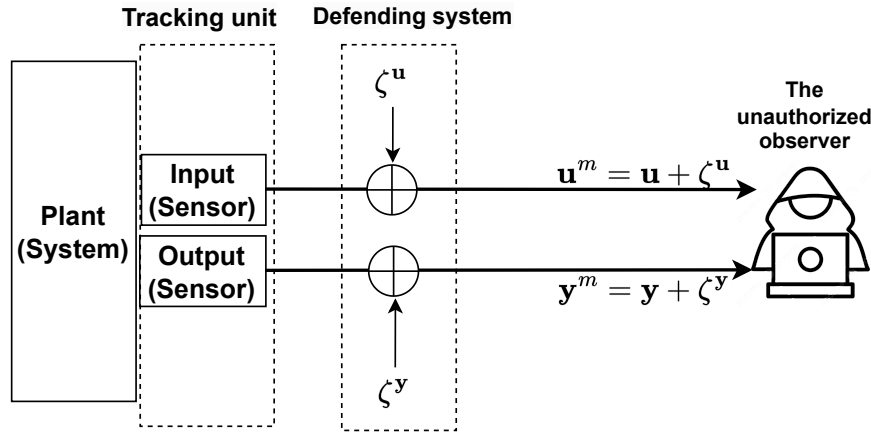 Tracking unit
Defending system
ζ^u
The
unauthorized
observer
Input
(Sensor)
u^m = u + ζ^u
Plant
(System)
Output
(Sensor)
y^m = y + ζ^y
ζ^y